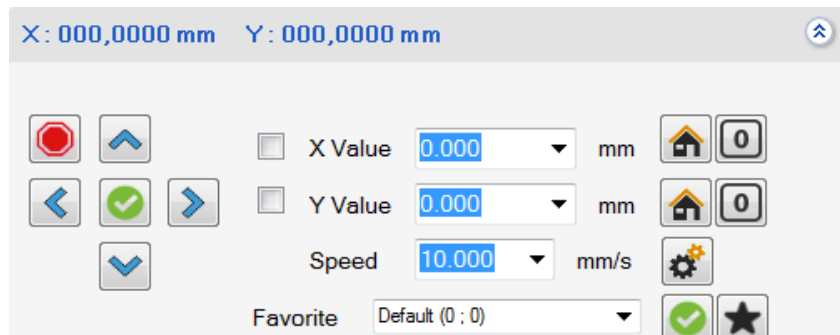 X: 000,0000 mm Y: 000,0000 mm
X Value 0.000 mm 0
Y Value 0.000 mm 0
Speed 10.000 mm/s
Favorite Default (0 ; 0)